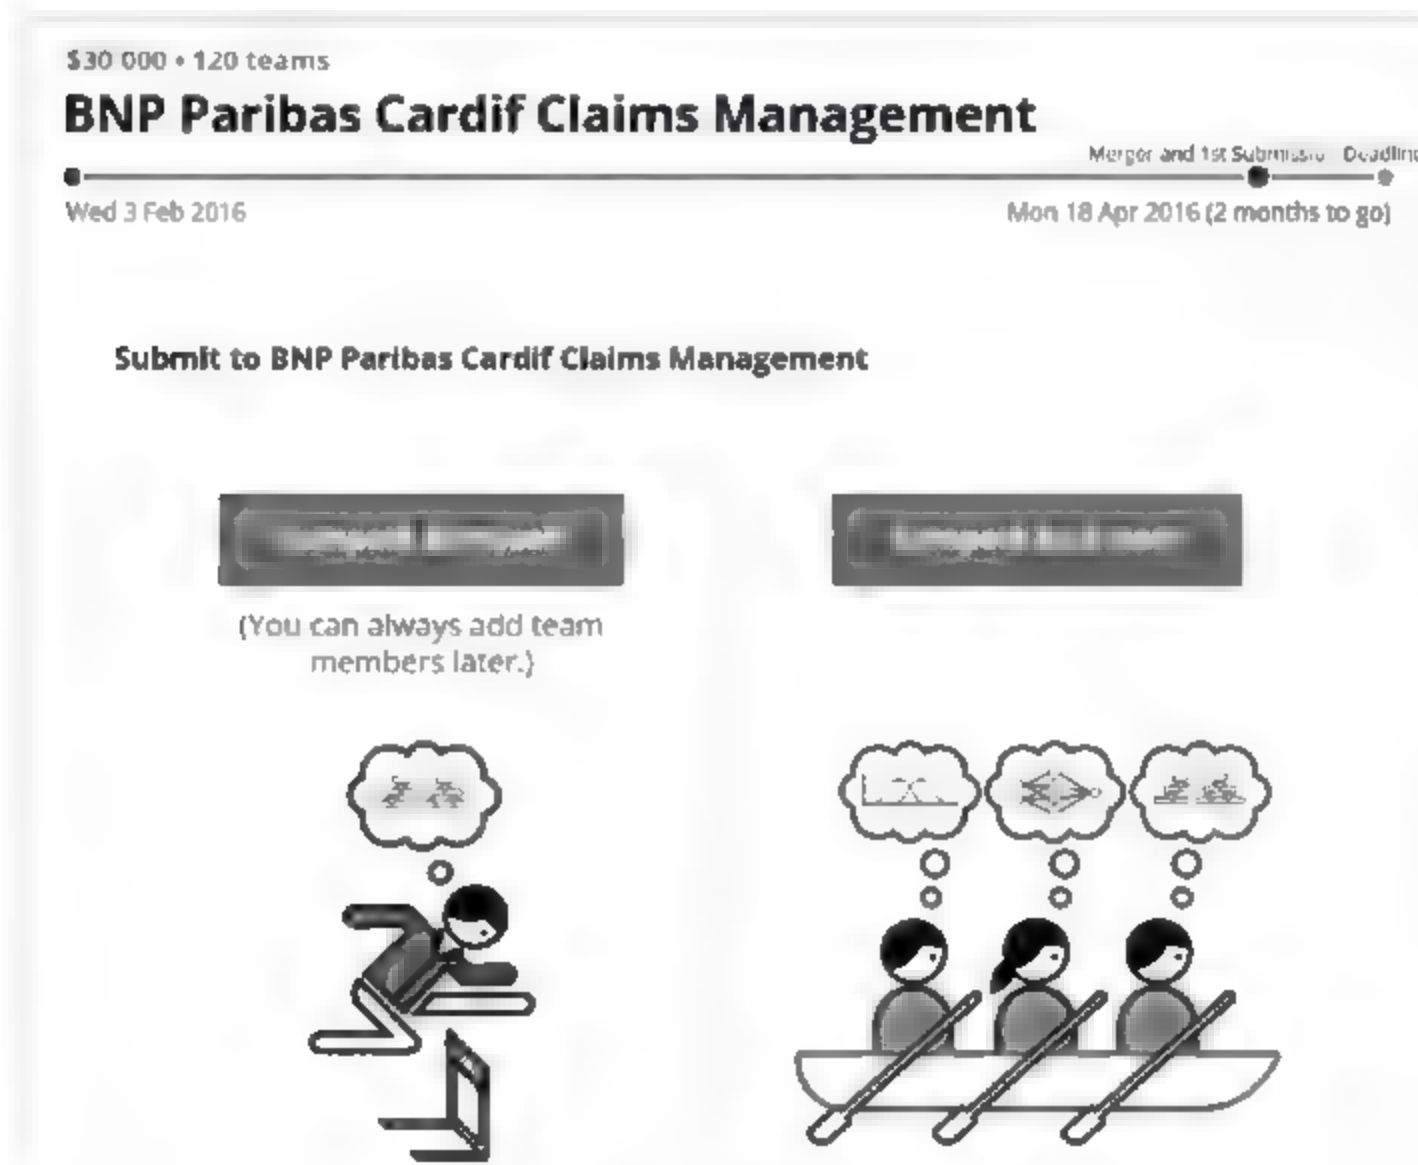 $30 000 • 120 teams
BNP Paribas Cardif Claims Management
Merger and 1st Deadline
Wed 3 Feb 2016
Mon 18 Apr 2016 (2 months to go)
Submit to BNP Paribas Cardif Claims Management
(You can always add team
members later.)